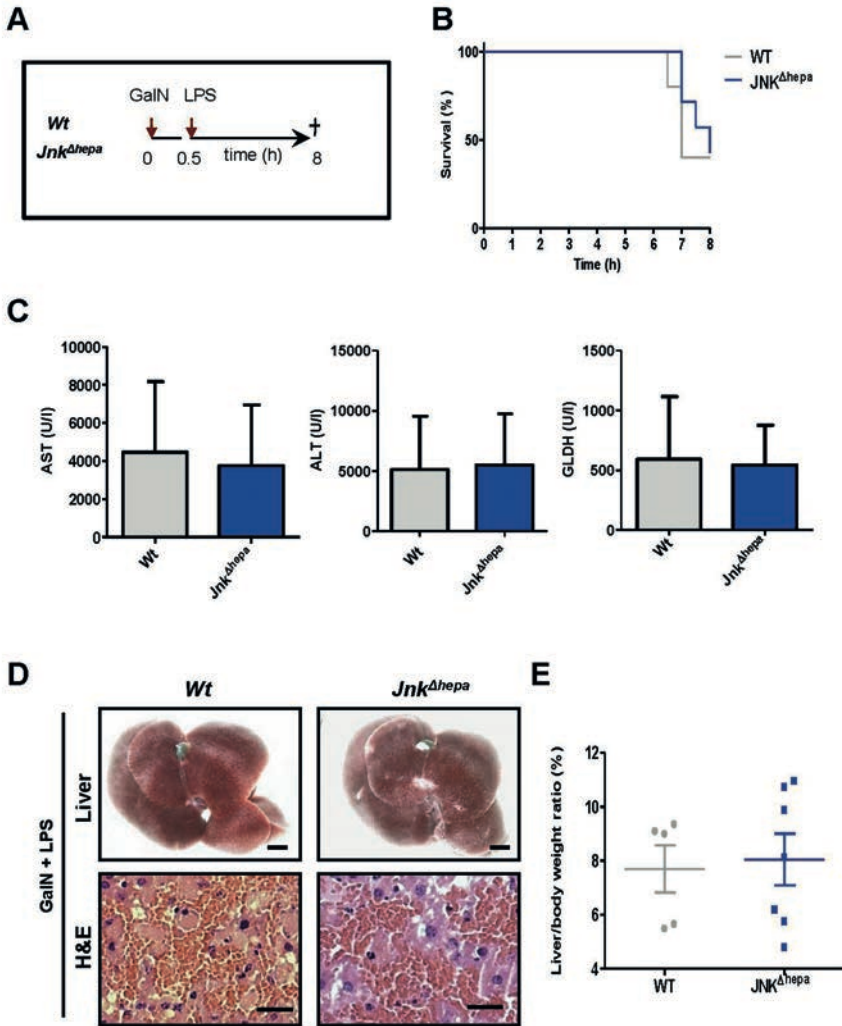 A
GalN LPS
Wt
Jnk^Δhepa
0 0.5 time (h) 8
B
Survival (%)
100
50
0
0 1 2 3 4 5 6 7 8
Time (h)
WT
JNK^Δhepa
C
AST (U/l)
10000
8000
6000
4000
2000
0
Wt
Jnk^Δhepa
ALT (U/l)
15000
10000
5000
0
Wt
Jnk^Δhepa
GLDH (U/l)
1500
1000
500
0
Wt
Jnk^Δhepa
D
Wt Jnk^Δhepa
GalN + LPS
Liver
H&E
E
Liver/body weight ratio (%)
12
10
8
6
4
WT JNK^Δhepa